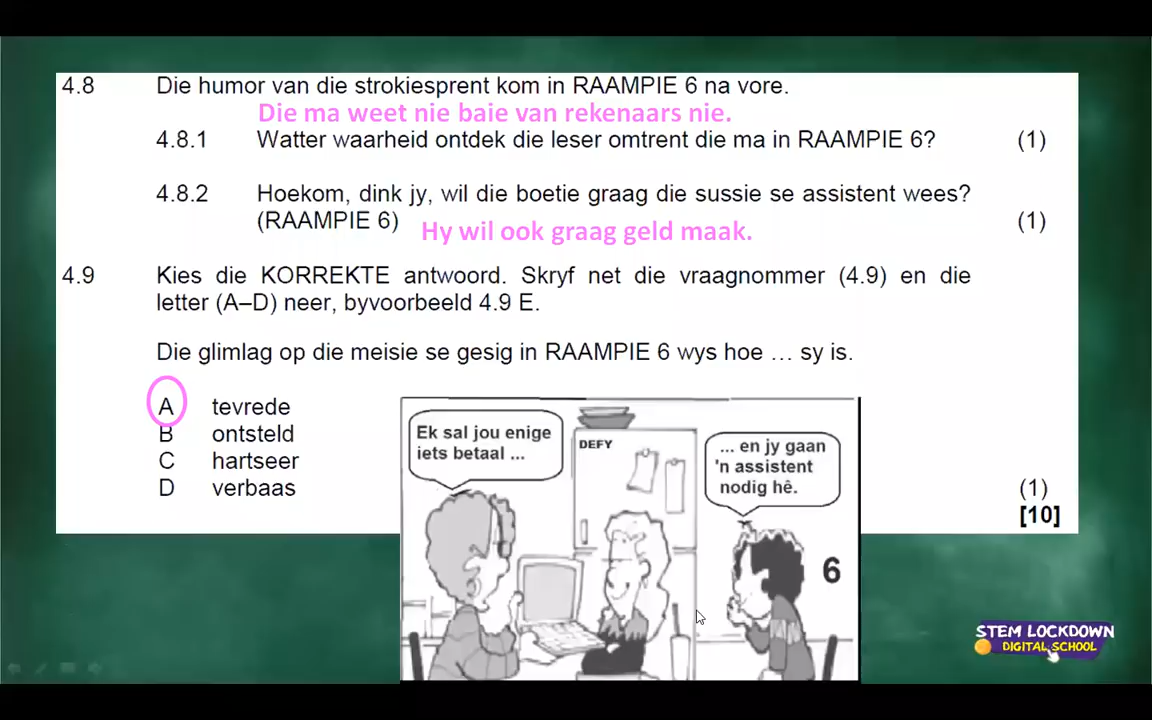 4.8 Die humor van die strokiesprent kom in RAAMPIE 6 na vore.
Die ma weet nie baie van rekenaars nie.
4.8.1 Watter waarheid ontdek die leser omtrent die ma in RAAMPIE 6? (1)
4.8.2 Hoekom, dink jy, wil die boetie graag die sussie se assistent wees?
(RAAMPIE 6) (1)
Hy wil ook graag geld maak.
4.9 Kies die KORREKTE antwoord. Skryf net die vraagnommer (4.9) en die
letter (A–D) neer, byvoorbeeld 4.9 E.
Die glimlag op die meisie se gesig in RAAMPIE 6 wys hoe … sy is.
A tevrede
B ontsteld
C hartseer
D verbaas (1)
[10]
Ek sal jou enige
iets betaal ...
DEFY
... en jy gaan
'n assistent
nodig hê.
6
STEM LOCKDOWN
DIGITAL SCHOOL